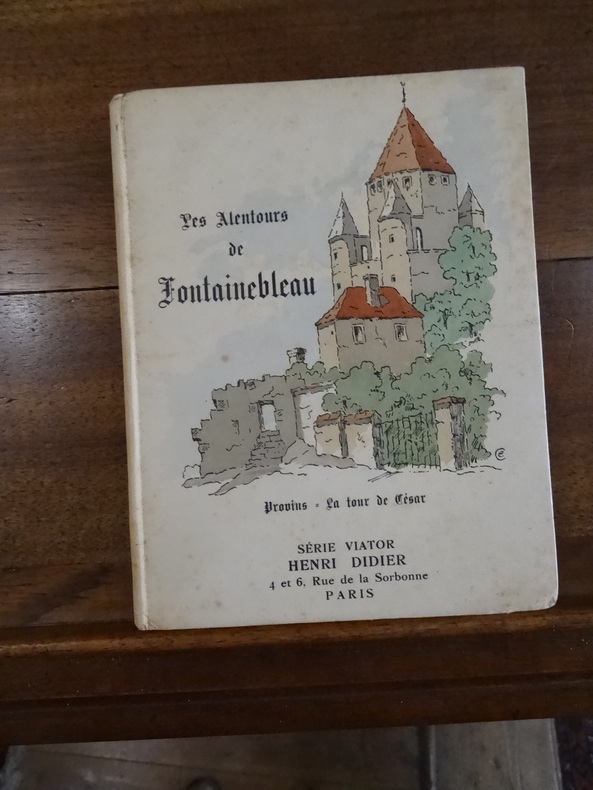 Les Alentours
de
Fontainebleau
Provins - La tour de César
SÉRIE VIATOR
HENRI DIDIER
4 et 6, Rue de la Sorbonne
PARIS